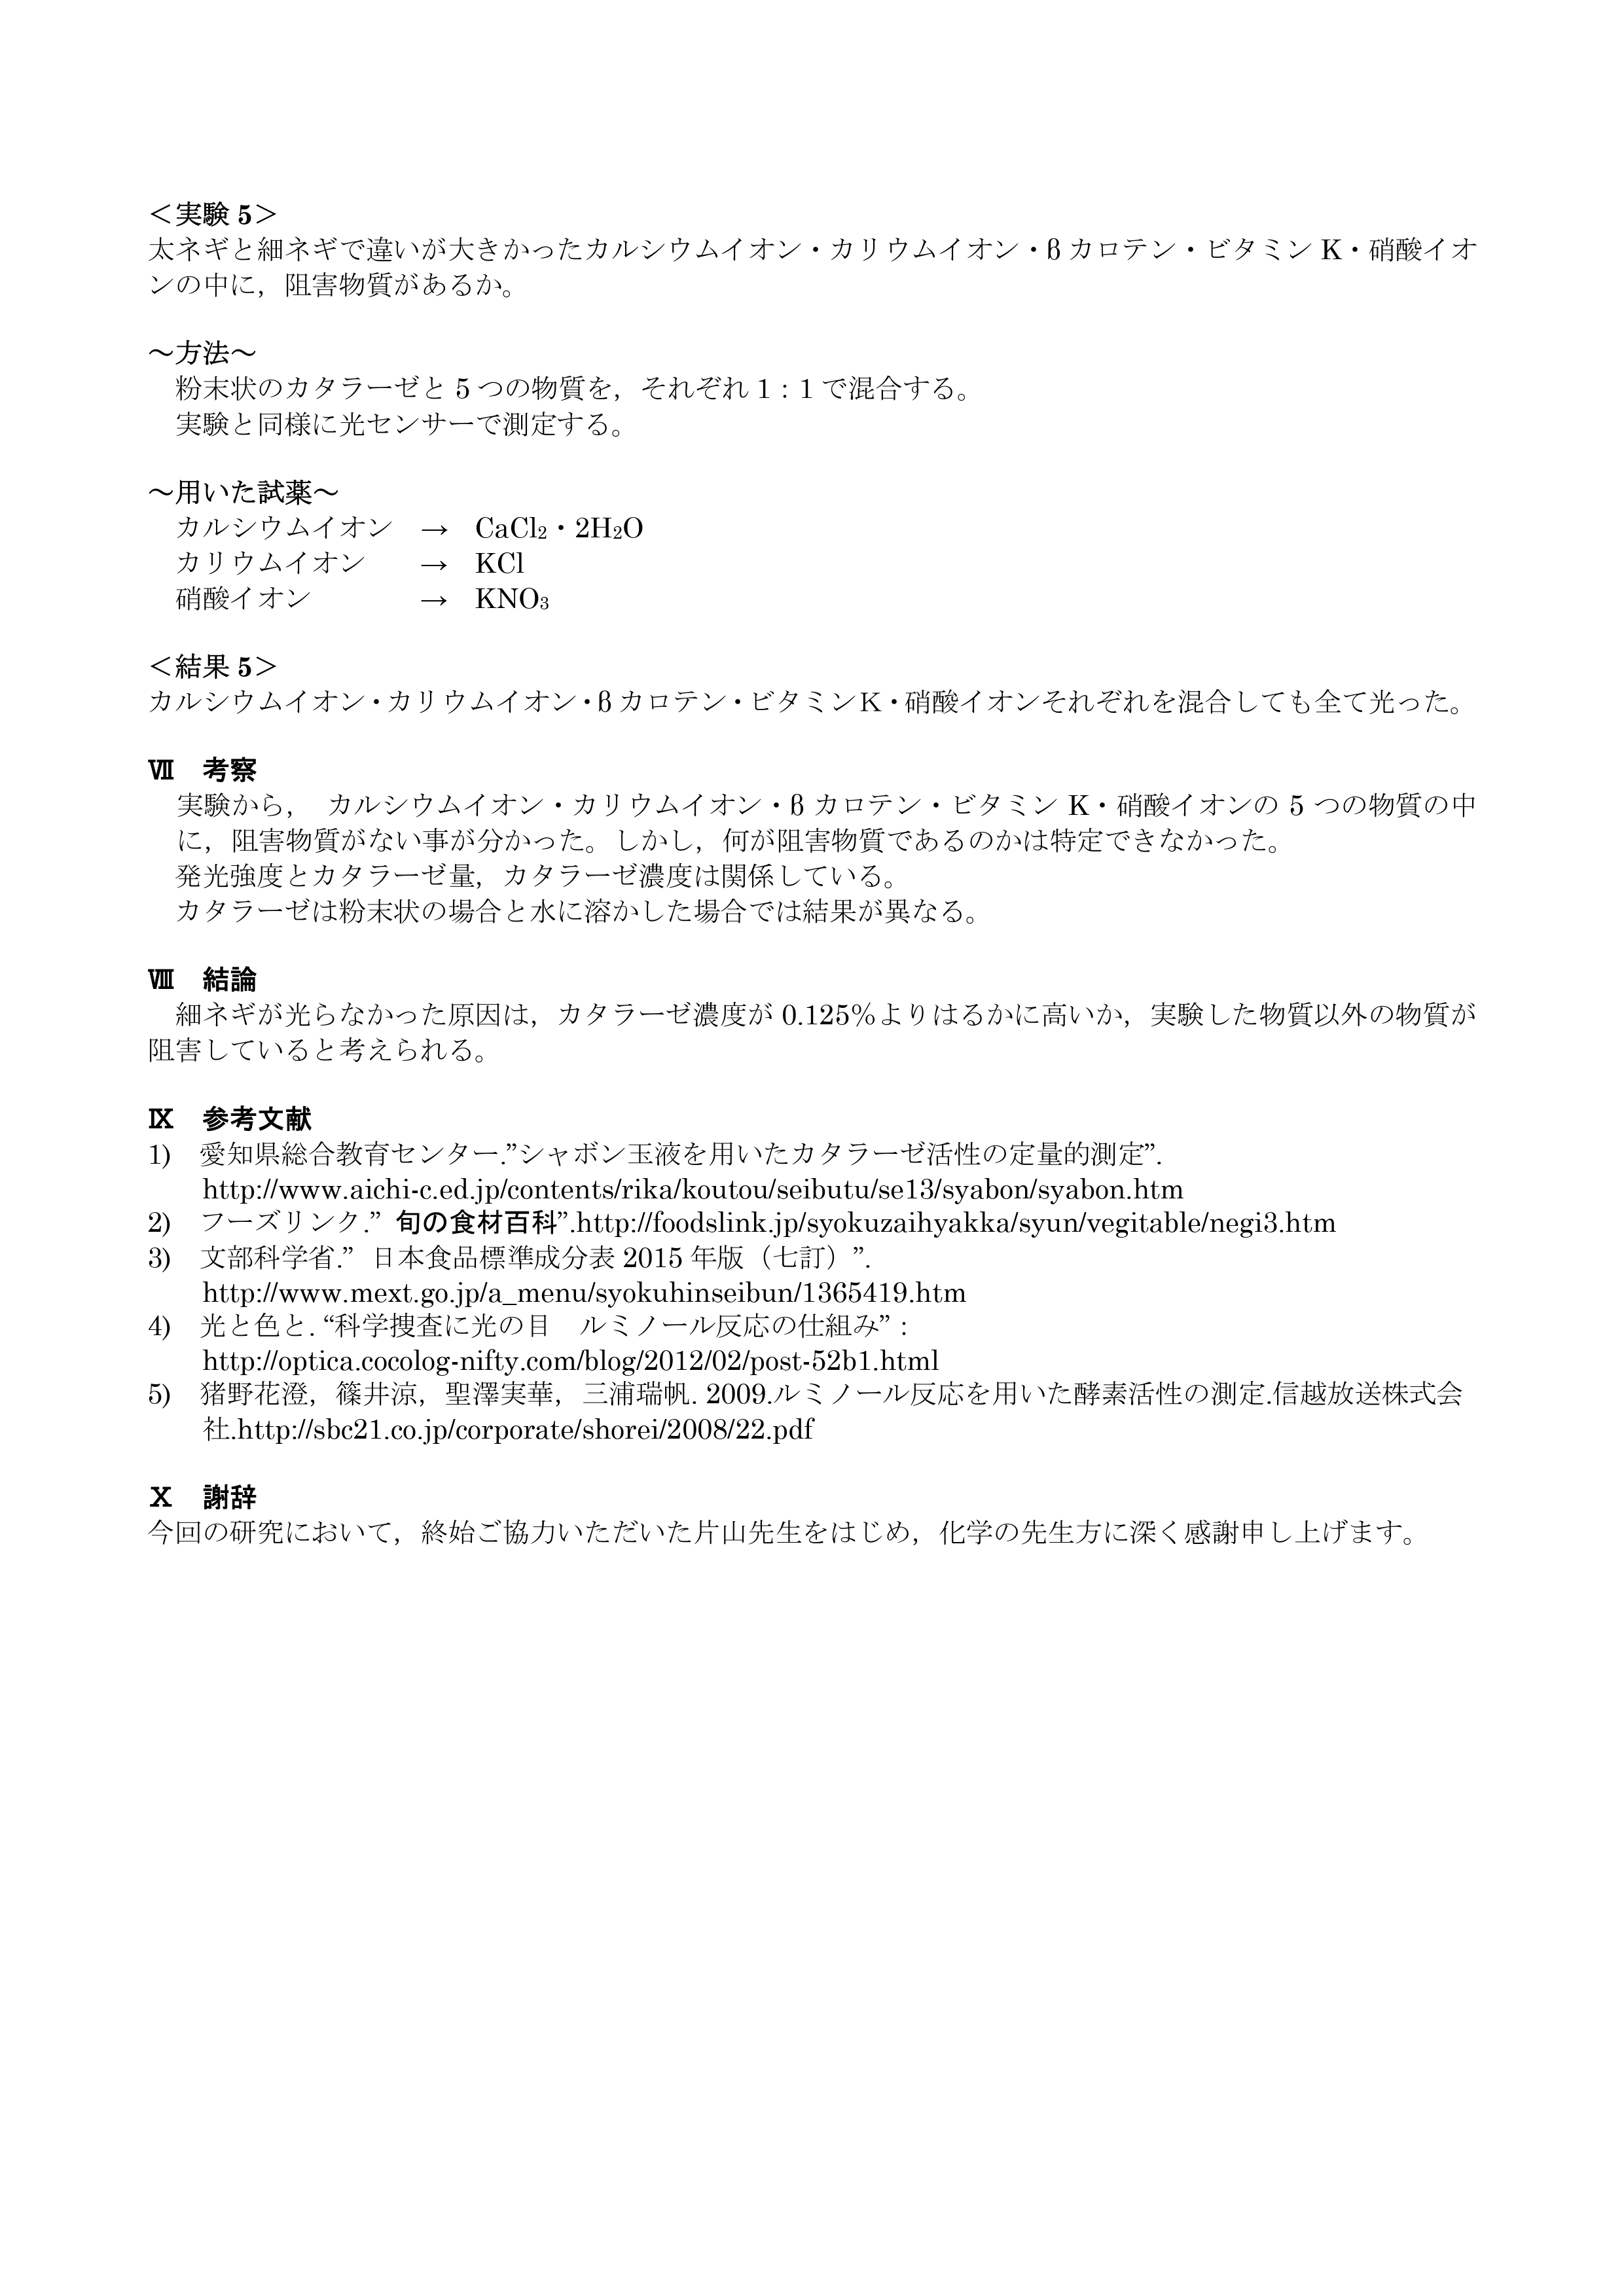 ＜実験 5＞
太ネギと細ネギで違いが大きかったカルシウムイオン・カリウムイオン・β カロテン・ビタミン K・硝酸イオ
ンの中に，阻害物質があるか。
～方法～
粉末状のカタラーゼと 5 つの物質を，それぞれ 1：1 で混合する。
実験と同様に光センサーで測定する。
～用いた試薬～
カルシウムイオン　→　CaCl₂・2H₂O
カリウムイオン　　→　KCl
硝酸イオン　　　　→　KNO₃
＜結果 5＞
カルシウムイオン・カリウムイオン・β カロテン・ビタミン K・硝酸イオンそれぞれを混合しても全て光った。
Ⅶ　考察
実験から，　カルシウムイオン・カリウムイオン・β カロテン・ビタミン K・硝酸イオンの 5 つの物質の中
に，阻害物質がない事が分かった。しかし，何が阻害物質であるのかは特定できなかった。
発光強度とカタラーゼ量，カタラーゼ濃度は関係している。
カタラーゼは粉末状の場合と水に溶かした場合では結果が異なる。
Ⅷ　結論
細ネギが光らなかった原因は，カタラーゼ濃度が 0.125%よりはるかに高いか，実験した物質以外の物質が
阻害していると考えられる。
Ⅸ　参考文献
1)　愛知県総合教育センター.”シャボン玉液を用いたカタラーゼ活性の定量的測定”.
http://www.aichi-c.ed.jp/contents/rika/koutou/seibutu/se13/syabon/syabon.htm
2)　フーズリンク.” 旬の食材百科”.http://foodslink.jp/syokuzaihyakka/syun/vegitable/negi3.htm
3)　文部科学省.” 日本食品標準成分表 2015 年版（七訂）”.
http://www.mext.go.jp/a_menu/syokuhinseibun/1365419.htm
4)　光と色と. “科学捜査に光の目　ルミノール反応の仕組み”：
http://optica.cocolog-nifty.com/blog/2012/02/post-52b1.html
5)　猪野花澄，篠井涼，聖澤実華，三浦瑞帆. 2009.ルミノール反応を用いた酵素活性の測定.信越放送株式会
社.http://sbc21.co.jp/corporate/shorei/2008/22.pdf
Ⅹ　謝辞
今回の研究において，終始ご協力いただいた片山先生をはじめ，化学の先生方に深く感謝申し上げます。